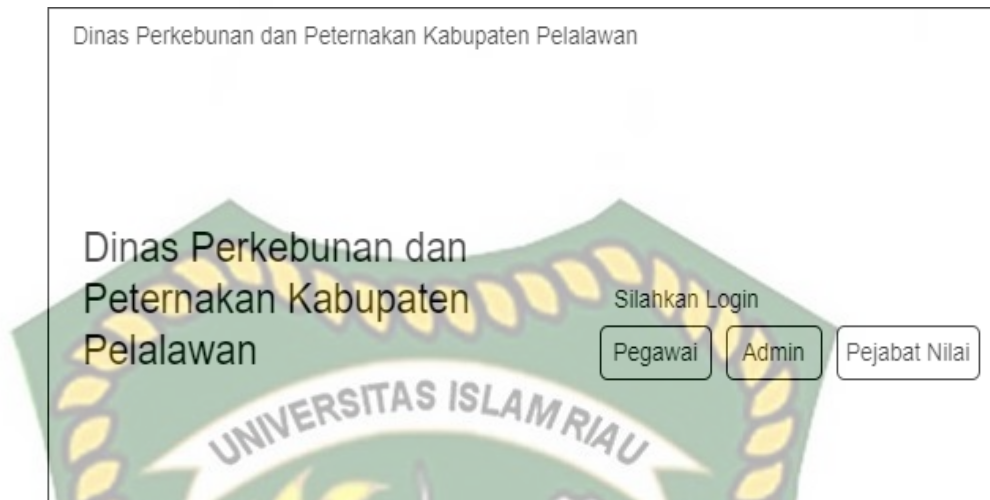 Dinas Perkebunan dan Peternakan Kabupaten Pelalawan
Dinas Perkebunan dan
Peternakan Kabupaten
Pelalawan
Silahkan Login
Pegawai
Admin
Pejabat Nilai
UNIVERSITAS ISLAM RIAU